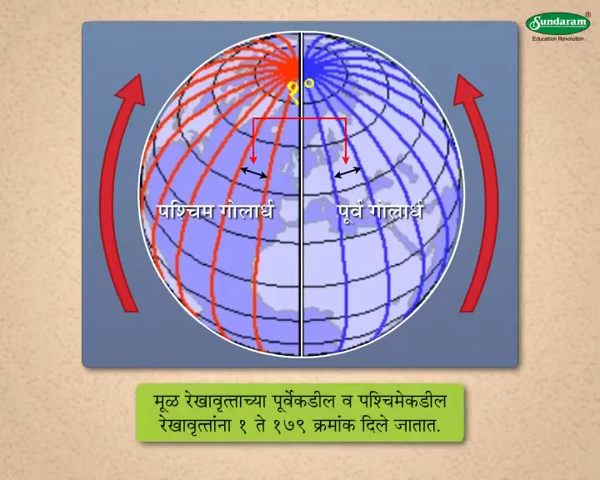 Sundaram
Education Revolution
१°
पश्चिम गोलार्ध
पूर्व गोलार्ध
मूळ रेखावृत्ताच्या पूर्वेकडील व पश्चिमेकडील
रेखावृत्तांना १ ते १७९ क्रमांक दिले जातात.